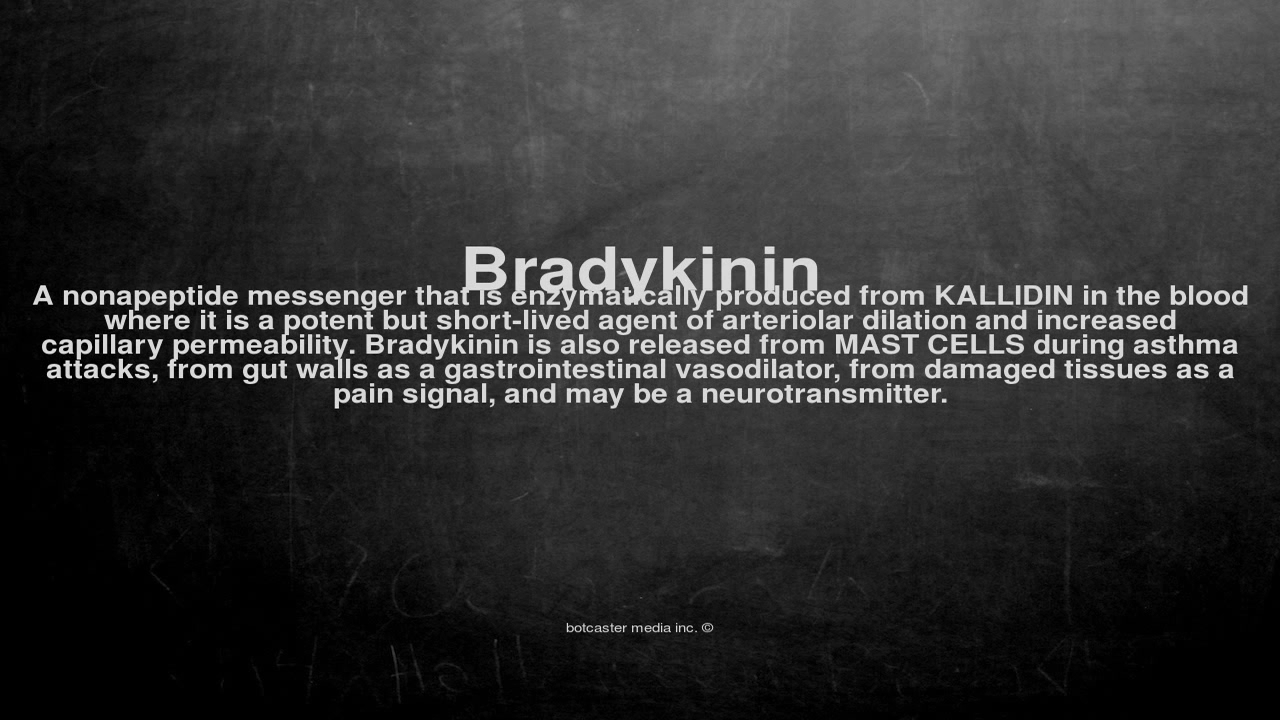 Bradykinin
A nonapeptide messenger that is enzymatically produced from KALLIDIN in the blood
where it is a potent but short-lived agent of arteriolar dilation and increased
capillary permeability. Bradykinin is also released from MAST CELLS during asthma
attacks, from gut walls as a gastrointestinal vasodilator, from damaged tissues as a
pain signal, and may be a neurotransmitter.
botcaster media inc. ©